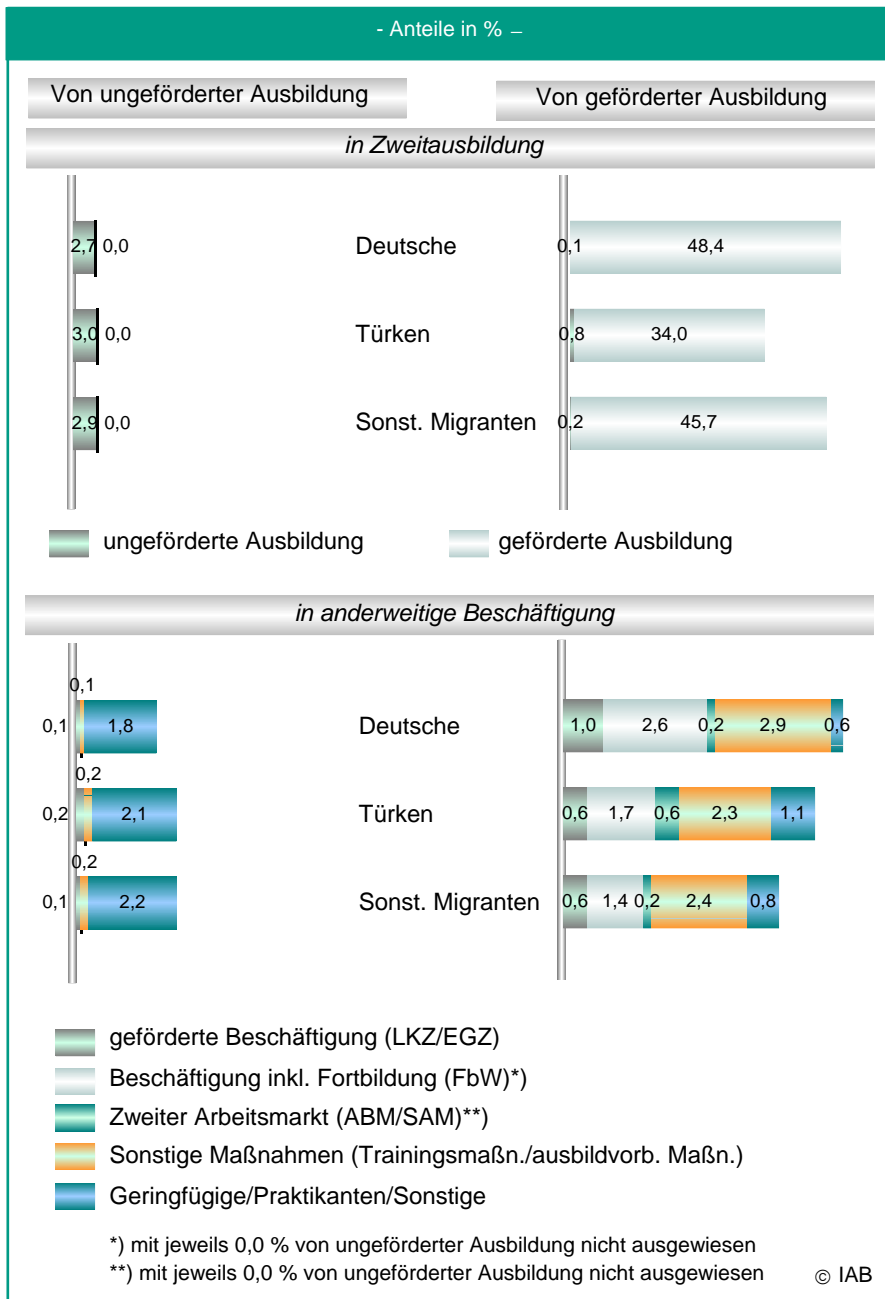 - Anteile in % –
Von ungeförderter Ausbildung
Von geförderter Ausbildung
in Zweitausbildung
2,7 0,0 Deutsche 0,1 48,4
3,0 0,0 Türken 0,8 34,0
2,9 0,0 Sonst. Migranten 0,2 45,7
ungeförderte Ausbildung geförderte Ausbildung
in anderweitige Beschäftigung
0,1
0,1 1,8 Deutsche 1,0 2,6 0,2 2,9 0,6
0,2
0,2 2,1 Türken 0,6 1,7 0,6 2,3 1,1
0,2
0,1 2,2 Sonst. Migranten 0,6 1,4 0,2 2,4 0,8
geförderte Beschäftigung (LKZ/EGZ)
Beschäftigung inkl. Fortbildung (FbW)*)
Zweiter Arbeitsmarkt (ABM/SAM)**)
Sonstige Maßnahmen (Trainingsmaßn./ausbildvorb. Maßn.)
Geringfügige/Praktikanten/Sonstige
*) mit jeweils 0,0 % von ungeförderter Ausbildung nicht ausgewiesen
**) mit jeweils 0,0 % von ungeförderter Ausbildung nicht ausgewiesen
© IAB